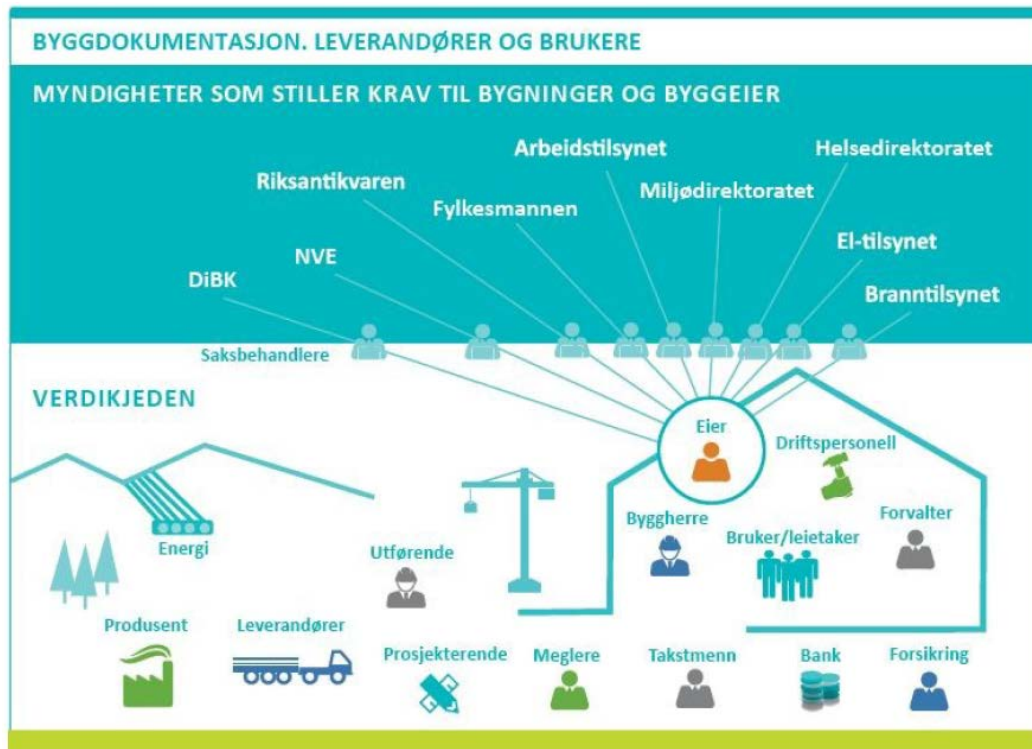 BYGGDOKUMENTASJON. LEVERANDØRER OG BRUKERE
MYNDIGHETER SOM STILLER KRAV TIL BYGNINGER OG BYGGEIER
Arbeidstilsynet
Helsedirektoratet
Riksantikvaren
Miljødirektoratet
Fylkesmannen
El-tilsynet
NVE
DiBK
Branntilsynet
Saksbehandlere
VERDIKJEDEN
Eier
Driftspersonell
Byggherre
Forvalter
Bruker/leietaker
Energi
Utførende
Produsent
Leverandører
Prosjekterende
Meglere
Takstmenn
Bank
Forsikring